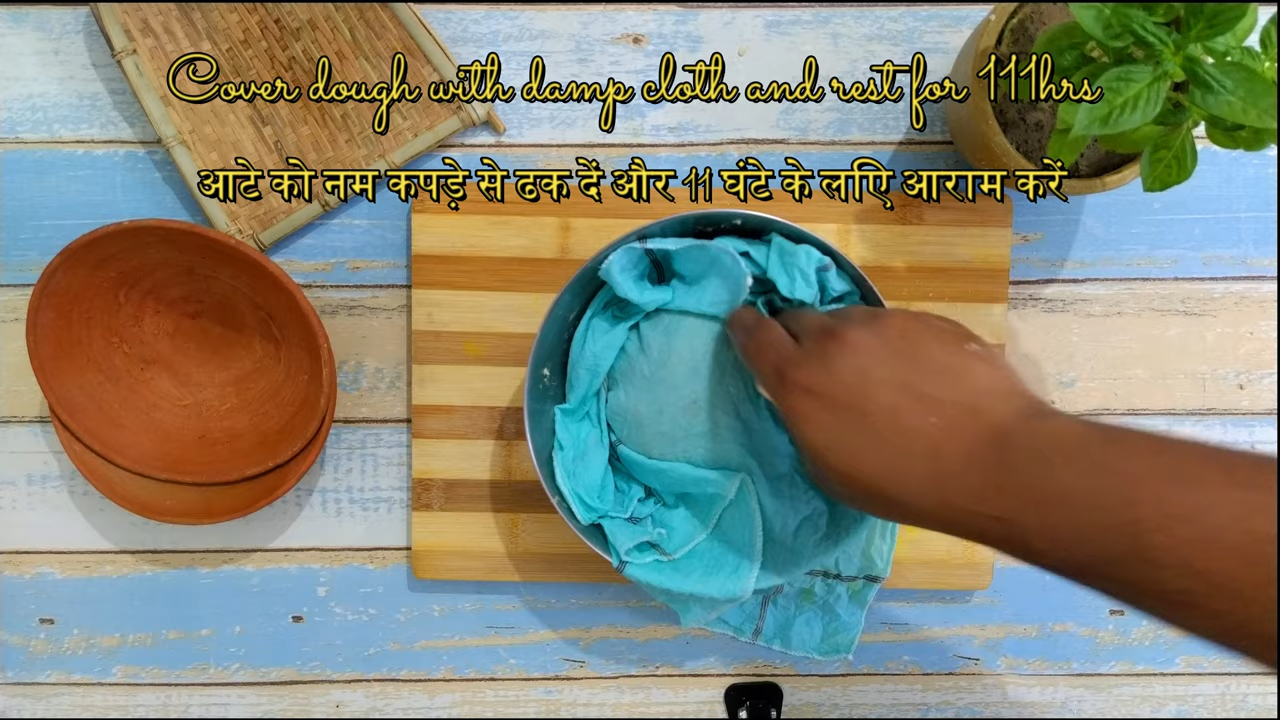 Cover dough with damp cloth and rest for 111hrs
आटे को नम कपड़े से ढक दें और 11 घंटे के लिए आराम करें